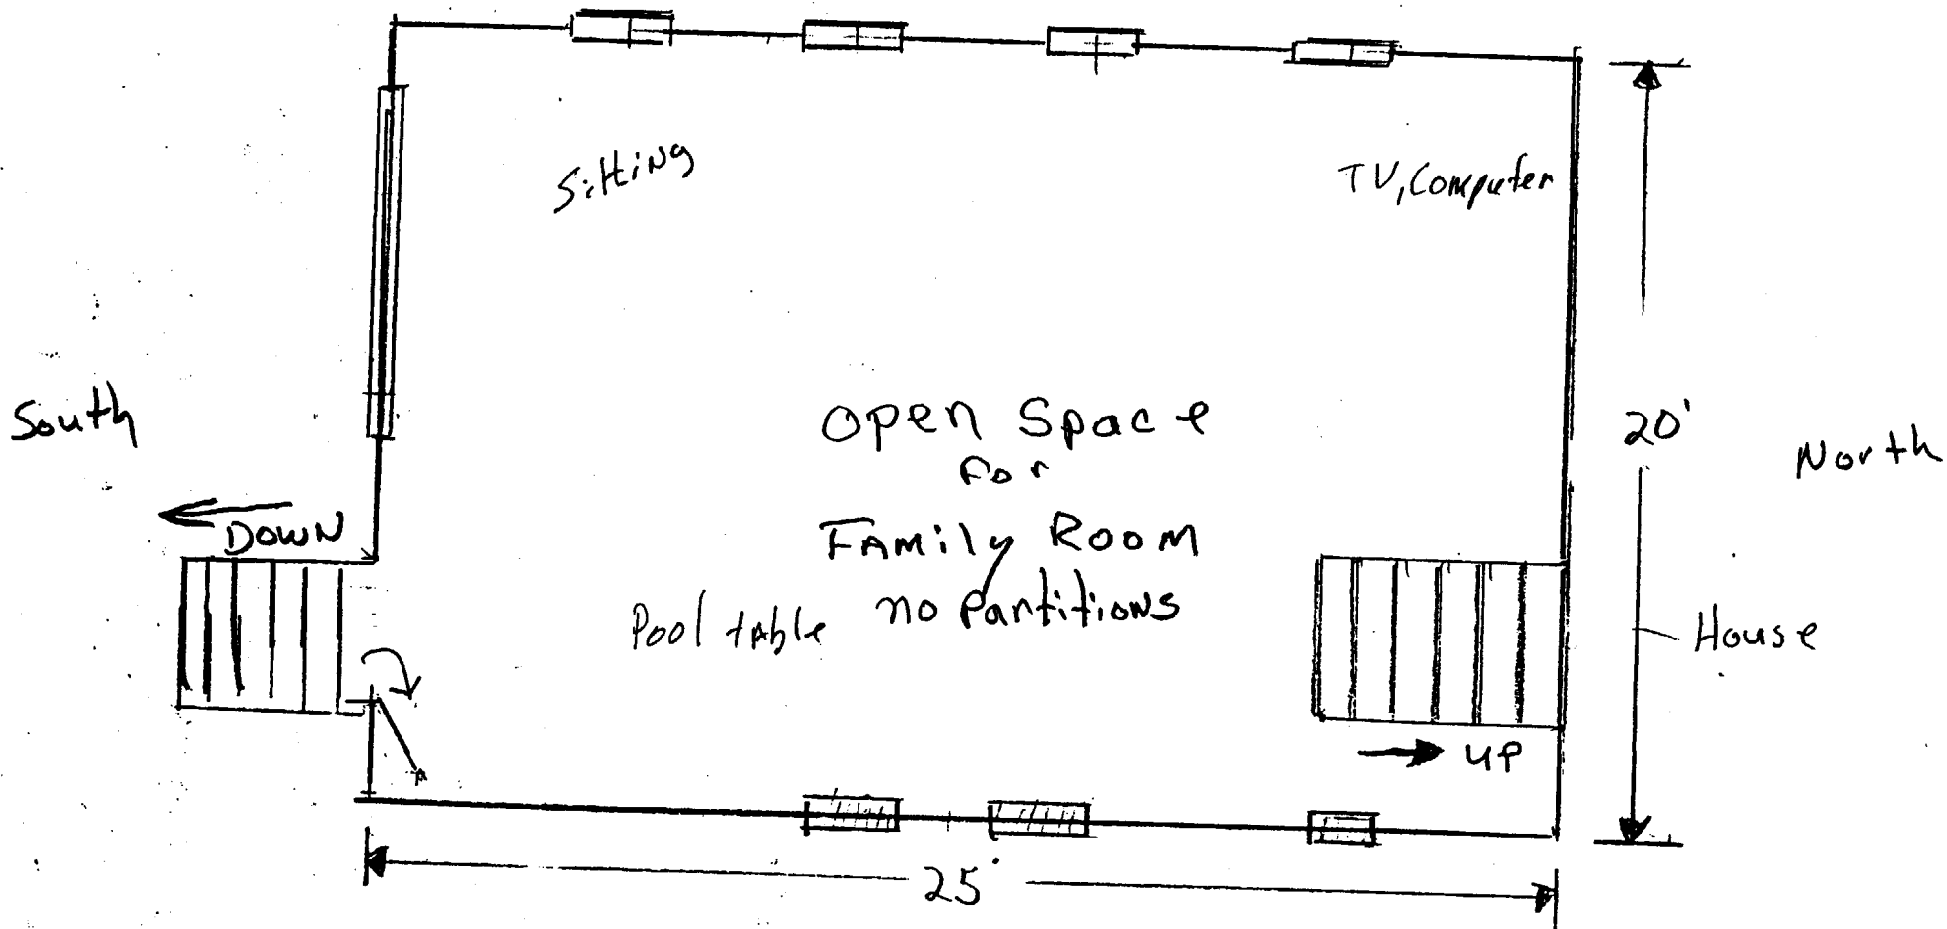 Sitting
TV, Computer
South
Open Space
For
Family Room
no Partitions
20'
North
DOWN
Pool table
House
UP
25'